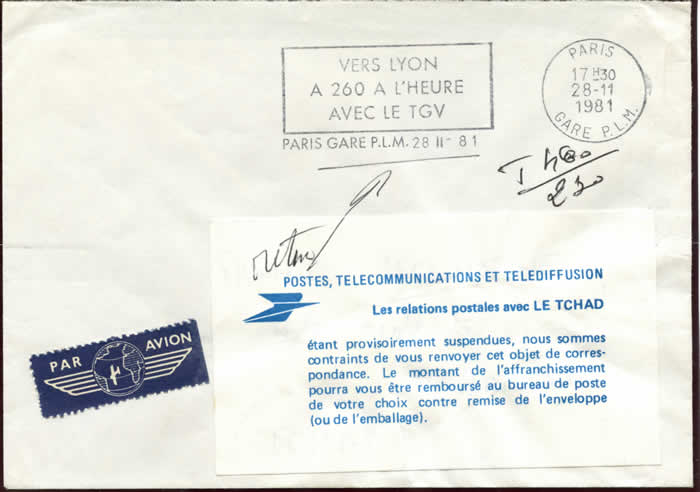 VERS LYON
A 260 A L'HEURE
AVEC LE TGV
PARIS GARE P.L.M. 28 11- 81
PARIS
17 H30
28-11
1981
GARE P.L.M.
T
230
POSTES, TELECOMMUNICATIONS ET TELEDIFFUSION
Les relations postales avec LE TCHAD
étant provisoirement suspendues, nous sommes
contraints de vous renvoyer cet objet de corres-
pondance. Le montant de l'affranchissement
pourra vous être remboursé au bureau de poste
de votre choix contre remise de l'enveloppe
(ou de l'emballage).
PAR AVION